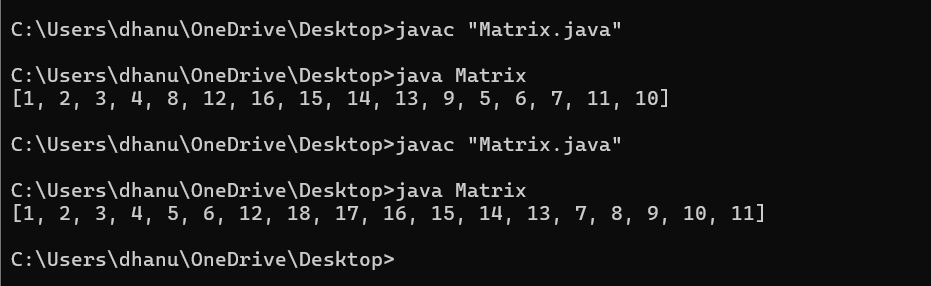 C:\Users\dhanu\OneDrive\Desktop>javac "Matrix.java"
C:\Users\dhanu\OneDrive\Desktop>java Matrix
[1, 2, 3, 4, 8, 12, 16, 15, 14, 13, 9, 5, 6, 7, 11, 10]
C:\Users\dhanu\OneDrive\Desktop>javac "Matrix.java"
C:\Users\dhanu\OneDrive\Desktop>java Matrix
[1, 2, 3, 4, 5, 6, 12, 18, 17, 16, 15, 14, 13, 7, 8, 9, 10, 11]
C:\Users\dhanu\OneDrive\Desktop>